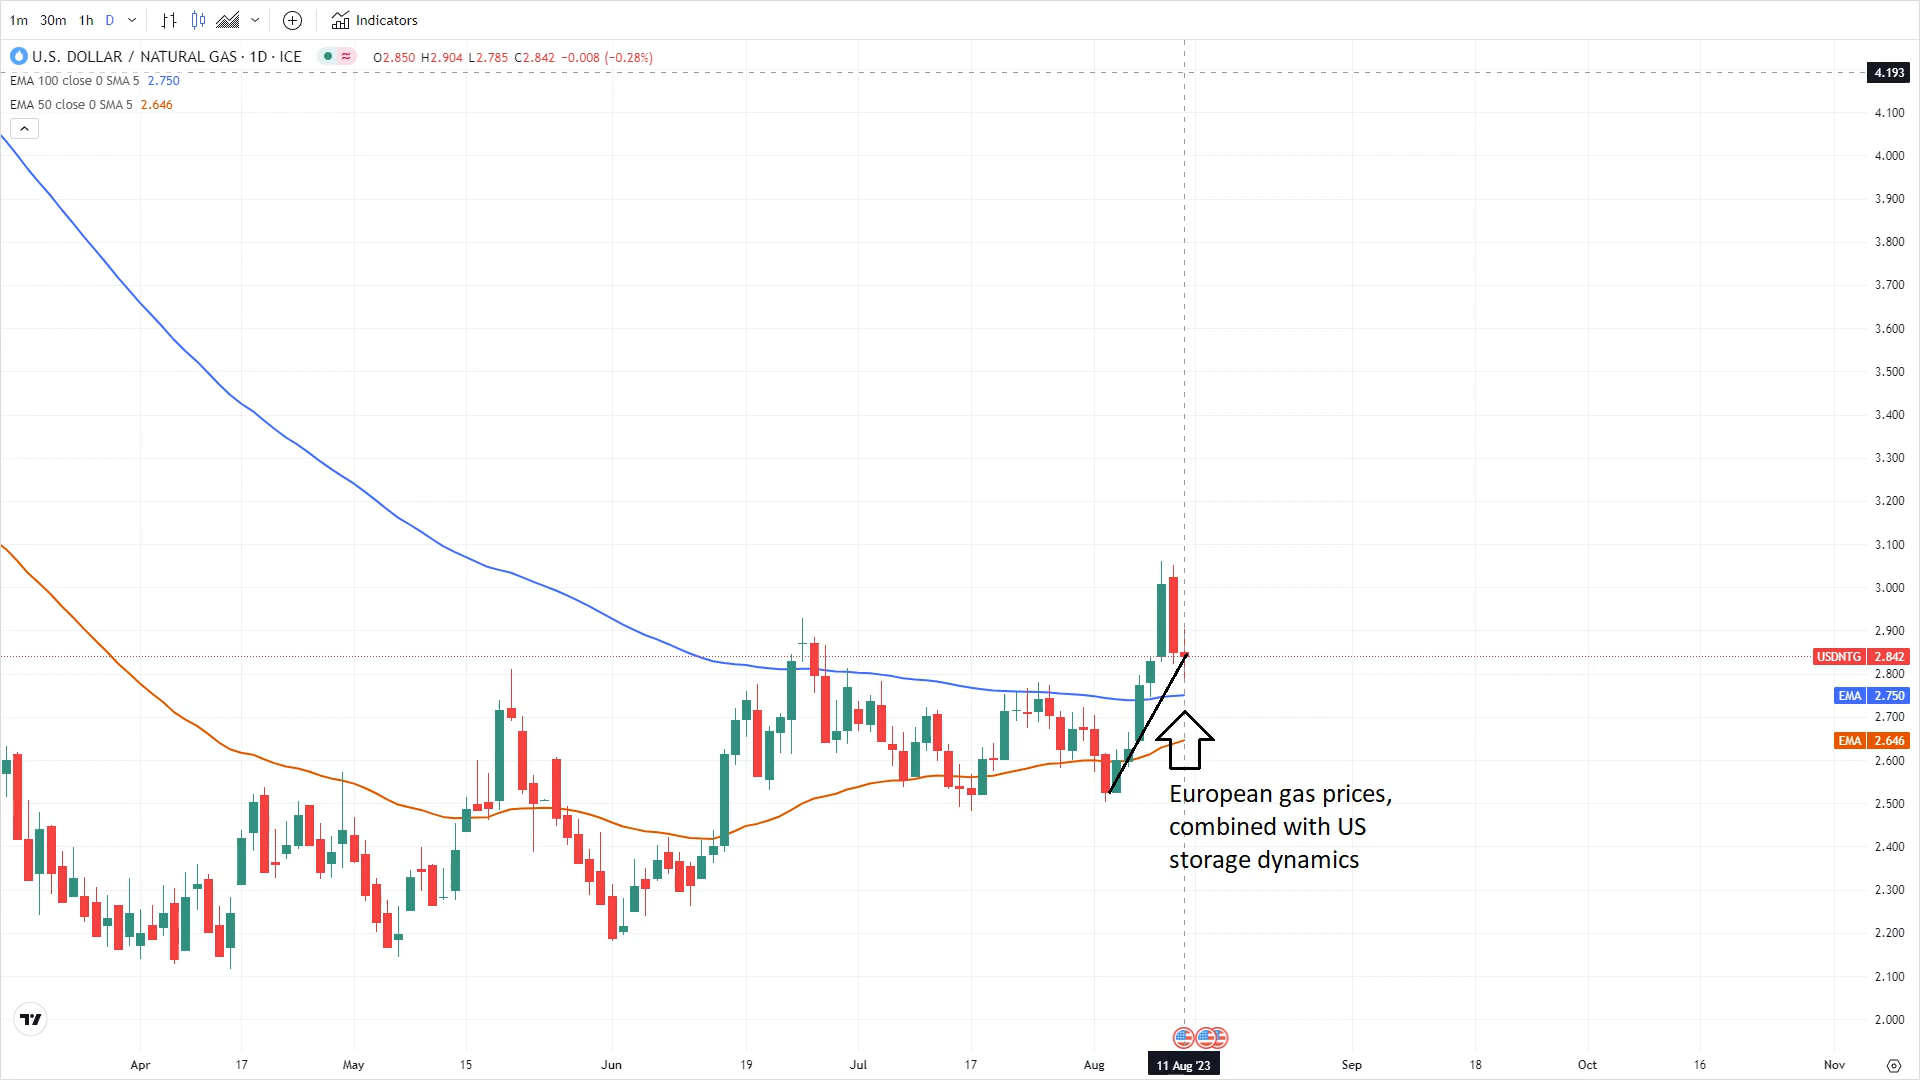 1m 30m 1h D Indicators
U.S. DOLLAR / NATURAL GAS · 1D · ICE O2.850 H2.904 L2.785 C2.842 −0.008 (−0.28%)
EMA 100 close 0 SMA 5 2.750
EMA 50 close 0 SMA 5 2.646
4.193
4.100
4.000
3.900
3.800
3.700
3.600
3.500
3.400
3.300
3.200
3.100
3.000
2.900
USDNTG 2.842
2.800
EMA 2.750
2.700
EMA 2.646
2.600
2.500
2.400
2.300
2.200
2.100
2.000
European gas prices,
combined with US
storage dynamics
Apr 17 May 15 Jun 19 Jul 17 Aug 11 Aug '23 Sep 18 Oct 16 Nov